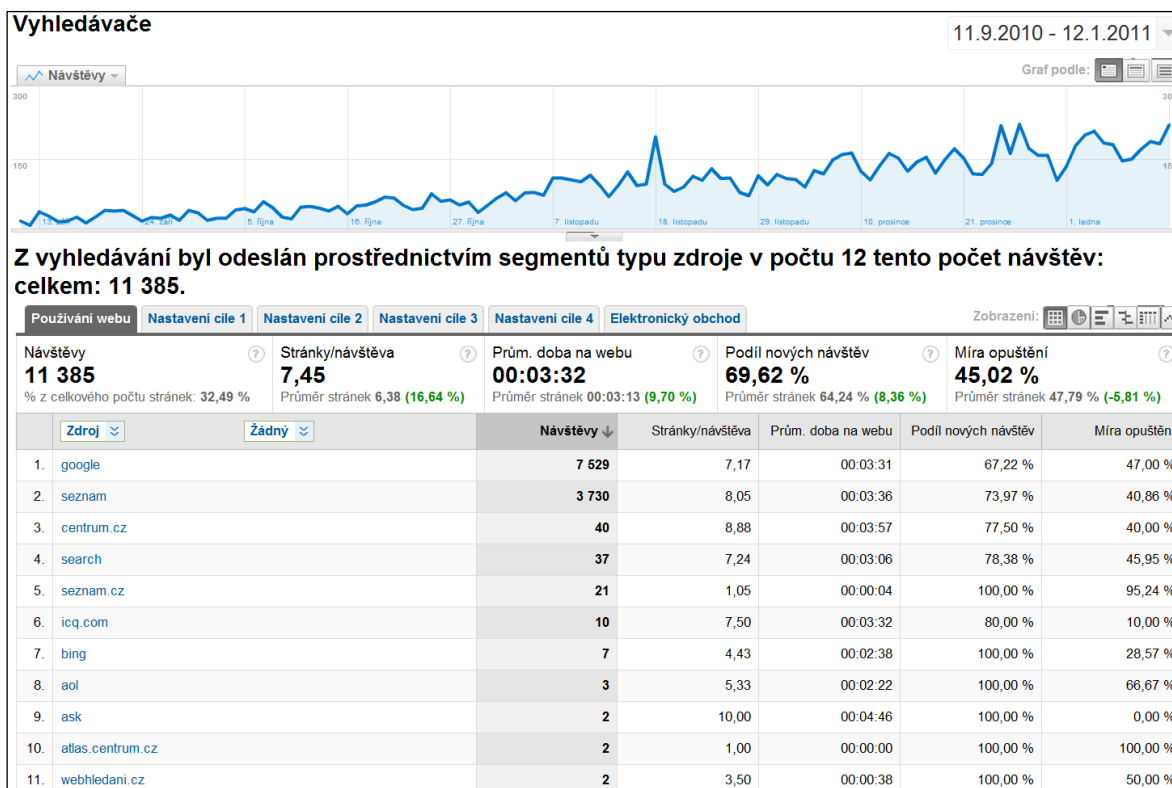 Vyhledávače
11.9.2010 - 12.1.2011
Návštěvy
Graf podle:
300
30
150
15
13. září 24. září 5. října 16. října 27. října 7. listopadu 18. listopadu 29. listopadu 10. prosince 21. prosince 1. ledna
Z vyhledávání byl odeslán prostřednictvím segmentů typu zdroje v počtu 12 tento počet návštěv:
celkem: 11 385.
Používání webu Nastavení cíle 1 Nastavení cíle 2 Nastavení cíle 3 Nastavení cíle 4 Elektronický obchod Zobrazení:
Návštěvy ? Stránky/návštěva ? Prům. doba na webu ? Podíl nových návštěv ? Míra opuštění ?
11 385 7,45 00:03:32 69,62 % 45,02 %
% z celkového počtu stránek: 32,49 % Průměr stránek 6,38 (16,64 %) Průměr stránek 00:03:13 (9,70 %) Průměr stránek 64,24 % (8,36 %) Průměr stránek 47,79 % (-5,81 %)
Zdroj Žádný Návštěvy Stránky/návštěva Prům. doba na webu Podíl nových návštěv Míra opuštěn
1. google 7 529 7,17 00:03:31 67,22 % 47,00 %
2. seznam 3 730 8,05 00:03:36 73,97 % 40,86 %
3. centrum.cz 40 8,88 00:03:57 77,50 % 40,00 %
4. search 37 7,24 00:03:06 78,38 % 45,95 %
5. seznam.cz 21 1,05 00:00:04 100,00 % 95,24 %
6. icq.com 10 7,50 00:03:32 80,00 % 10,00 %
7. bing 7 4,43 00:02:38 100,00 % 28,57 %
8. aol 3 5,33 00:02:22 100,00 % 66,67 %
9. ask 2 10,00 00:04:46 100,00 % 0,00 %
10. atlas.centrum.cz 2 1,00 00:00:00 100,00 % 100,00 %
11. webhledani.cz 2 3,50 00:00:38 100,00 % 50,00 %